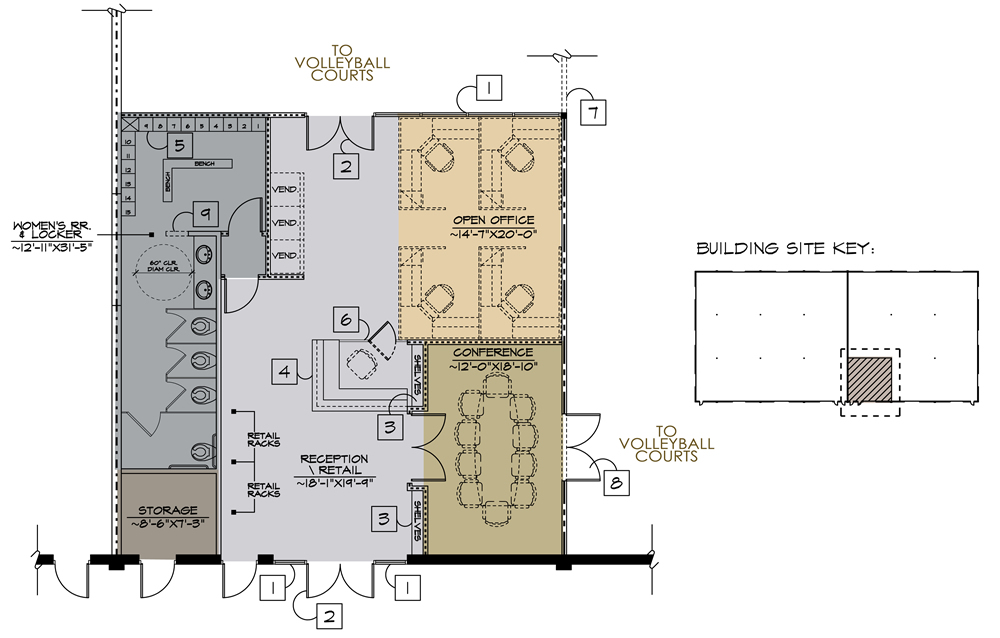 TO
VOLLEYBALL
COURTS
1
7
9 8 7 6 5 4 3 2 1
5
2
10
11
12
13
14
15
BENCH
BENCH
VEND.
VEND.
VEND.
9
WOMEN'S RR.
& LOCKER
~12'-11"X31'-5"
60" CLR.
DIAM CLR.
OPEN OFFICE
~14'-7"X20'-0"
BUILDING SITE KEY:
6
4
SHELVES
3
CONFERENCE
~12'-0"X18'-10"
RETAIL
RACKS
RETAIL
RACKS
RECEPTION
\ RETAIL
~18'-1"X19'-9"
TO
VOLLEYBALL
COURTS
8
3
SHELVES
STORAGE
~8'-6"X7'-3"
1
2
1